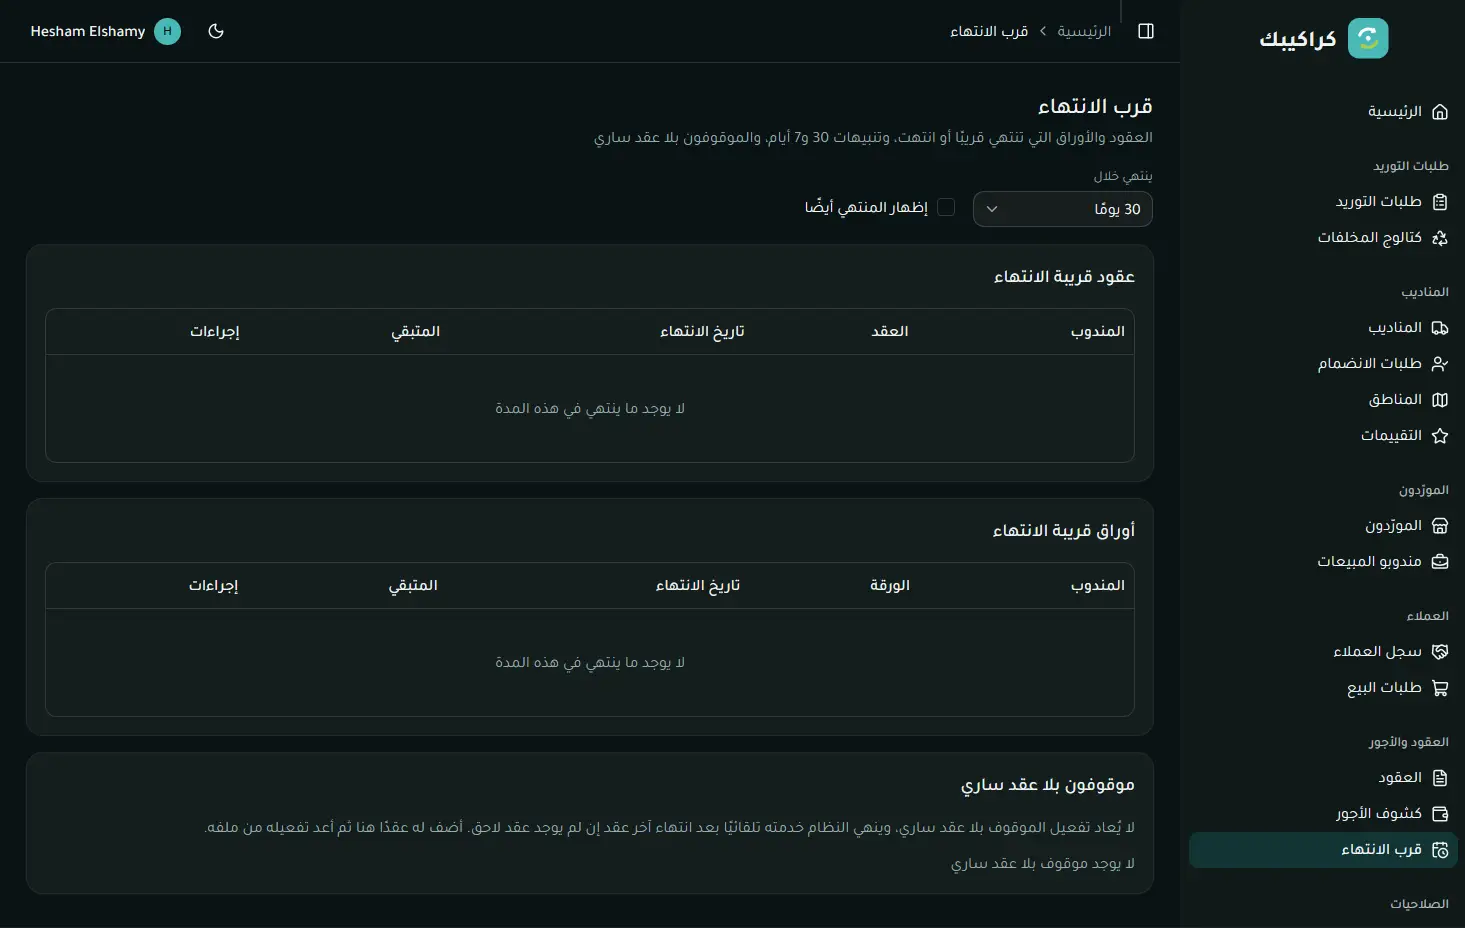 كراكيبك
الرئيسية
طلبات التوريد
طلبات التوريد
كتالوج المخلفات
المناديب
المناديب
طلبات الانضمام
المناطق
التقييمات
المورّدون
المورّدون
مندوبو المبيعات
العملاء
سجل العملاء
طلبات البيع
العقود والأجور
العقود
كشوف الأجور
قرب الانتهاء
الصلاحيات
الرئيسية
قرب الانتهاء
H
Hesham Elshamy
قرب الانتهاء
العقود والأوراق التي تنتهي قريبًا أو انتهت، وتنبيهات 30 و7 أيام، والموقوفون بلا عقد ساري
ينتهي خلال
30 يومًا
إظهار المنتهي أيضًا
عقود قريبة الانتهاء
المندوب العقد تاريخ الانتهاء المتبقي إجراءات
لا يوجد ما ينتهي في هذه المدة
أوراق قريبة الانتهاء
المندوب الورقة تاريخ الانتهاء المتبقي إجراءات
لا يوجد ما ينتهي في هذه المدة
موقوفون بلا عقد ساري
لا يُعاد تفعيل الموقوف بلا عقد ساري، وينهي النظام خدمته تلقائيًا بعد انتهاء آخر عقد إن لم يوجد عقد لاحق. أضف له عقدًا هنا ثم أعد تفعيله من ملفه.
لا يوجد موقوف بلا عقد ساري